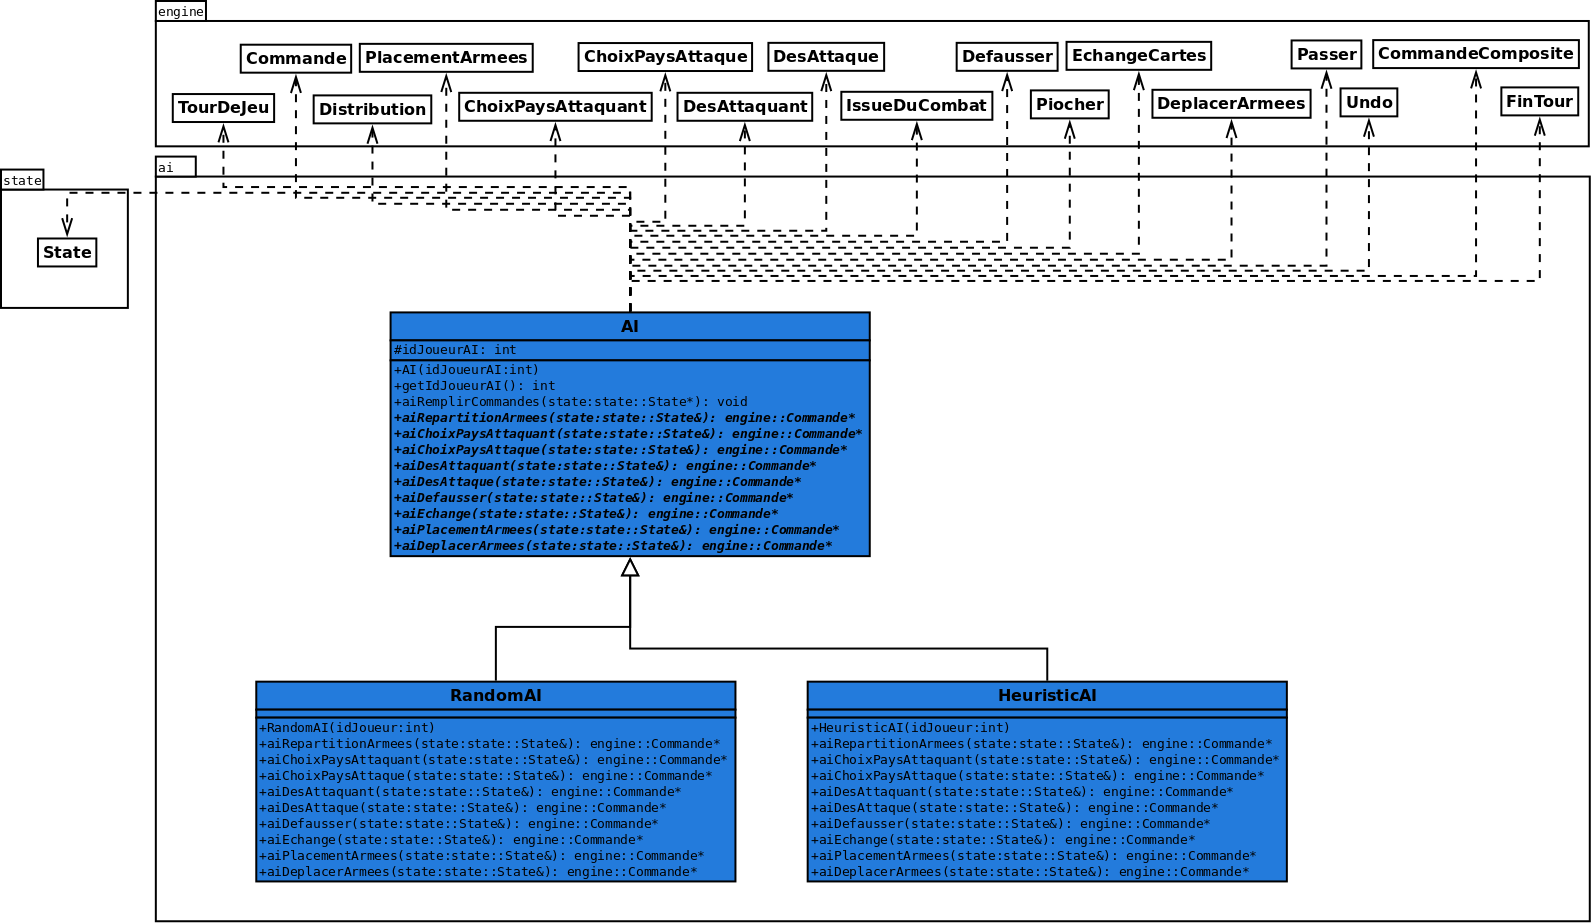 engine
Commande
PlacementArmees
ChoixPaysAttaque
DesAttaque
Defausser
EchangeCartes
Passer
CommandeComposite
TourDeJeu
Distribution
ChoixPaysAttaquant
DesAttaquant
IssueDuCombat
Piocher
DeplacerArmees
Undo
FinTour
ai
state
State
AI
#idJoueurAI: int
+AI(idJoueurAI:int)
+getIdJoueurAI(): int
+aiRemplirCommandes(state:state::State*): void
+aiRepartitionArmees(state:state::State&): engine::Commande*
+aiChoixPaysAttaquant(state:state::State&): engine::Commande*
+aiChoixPaysAttaque(state:state::State&): engine::Commande*
+aiDesAttaquant(state:state::State&): engine::Commande*
+aiDesAttaque(state:state::State&): engine::Commande*
+aiDefausser(state:state::State&): engine::Commande*
+aiEchange(state:state::State&): engine::Commande*
+aiPlacementArmees(state:state::State&): engine::Commande*
+aiDeplacerArmees(state:state::State&): engine::Commande*
RandomAI
+RandomAI(idJoueur:int)
+aiRepartitionArmees(state:state::State&): engine::Commande*
+aiChoixPaysAttaquant(state:state::State&): engine::Commande*
+aiChoixPaysAttaque(state:state::State&): engine::Commande*
+aiDesAttaquant(state:state::State&): engine::Commande*
+aiDesAttaque(state:state::State&): engine::Commande*
+aiDefausser(state:state::State&): engine::Commande*
+aiEchange(state:state::State&): engine::Commande*
+aiPlacementArmees(state:state::State&): engine::Commande*
+aiDeplacerArmees(state:state::State&): engine::Commande*
HeuristicAI
+HeuristicAI(idJoueur:int)
+aiRepartitionArmees(state:state::State&): engine::Commande*
+aiChoixPaysAttaquant(state:state::State&): engine::Commande*
+aiChoixPaysAttaque(state:state::State&): engine::Commande*
+aiDesAttaquant(state:state::State&): engine::Commande*
+aiDesAttaque(state:state::State&): engine::Commande*
+aiDefausser(state:state::State&): engine::Commande*
+aiEchange(state:state::State&): engine::Commande*
+aiPlacementArmees(state:state::State&): engine::Commande*
+aiDeplacerArmees(state:state::State&): engine::Commande*